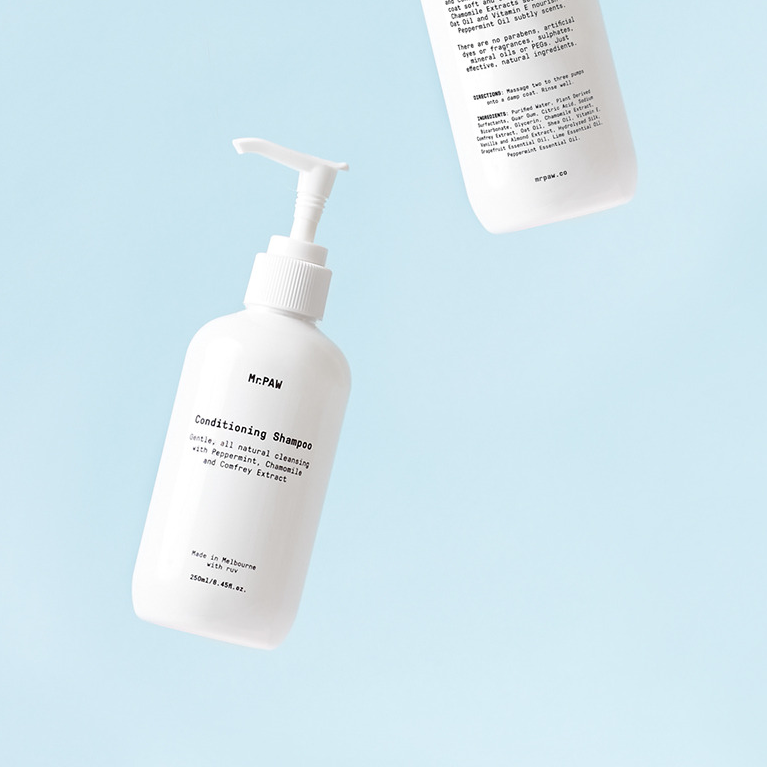 Mr.PAW
Conditioning Shampoo
Gentle, all natural cleansing
with Peppermint, Chamomile
and Comfrey Extract
Made in Melbourne
with ruv
250ml/8.45fl.oz.
coat soft and
Chamomile Extracts
Oat Oil and Vitamin E nourish
Peppermint Oil subtly scents.
There are no parabens, artificial
dyes or fragrances, sulphates,
mineral oils or PEGs. Just
effective, natural ingredients.
DIRECTIONS: Massage two to three pumps
onto a damp coat. Rinse well.
INGREDIENTS: Purified Water, Plant Derived
Surfactants, Guar Gum, Citric Acid, Sodium
Bicarbonate, Glycerin, Chamomile Extract,
Comfrey Extract, Oat Oil, Shea Oil, Vitamin E,
Vanilla and Almond Extract, Hydrolyzed Silk,
Grapefruit Essential Oil, Lime Essential Oil,
Peppermint Essential Oil.
mrpaw.co